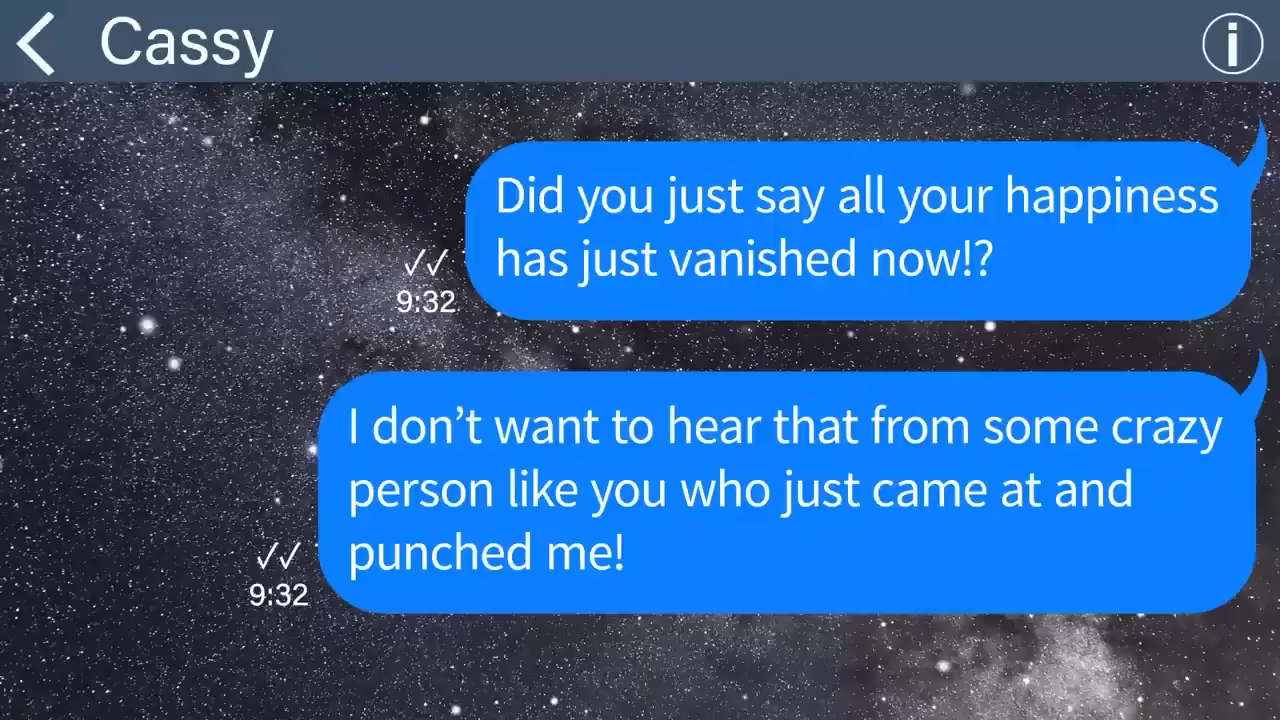 Cassy
Did you just say all your happiness
has just vanished now!?
✓✓
9:32
I don’t want to hear that from some crazy
person like you who just came at and
punched me!
✓✓
9:32